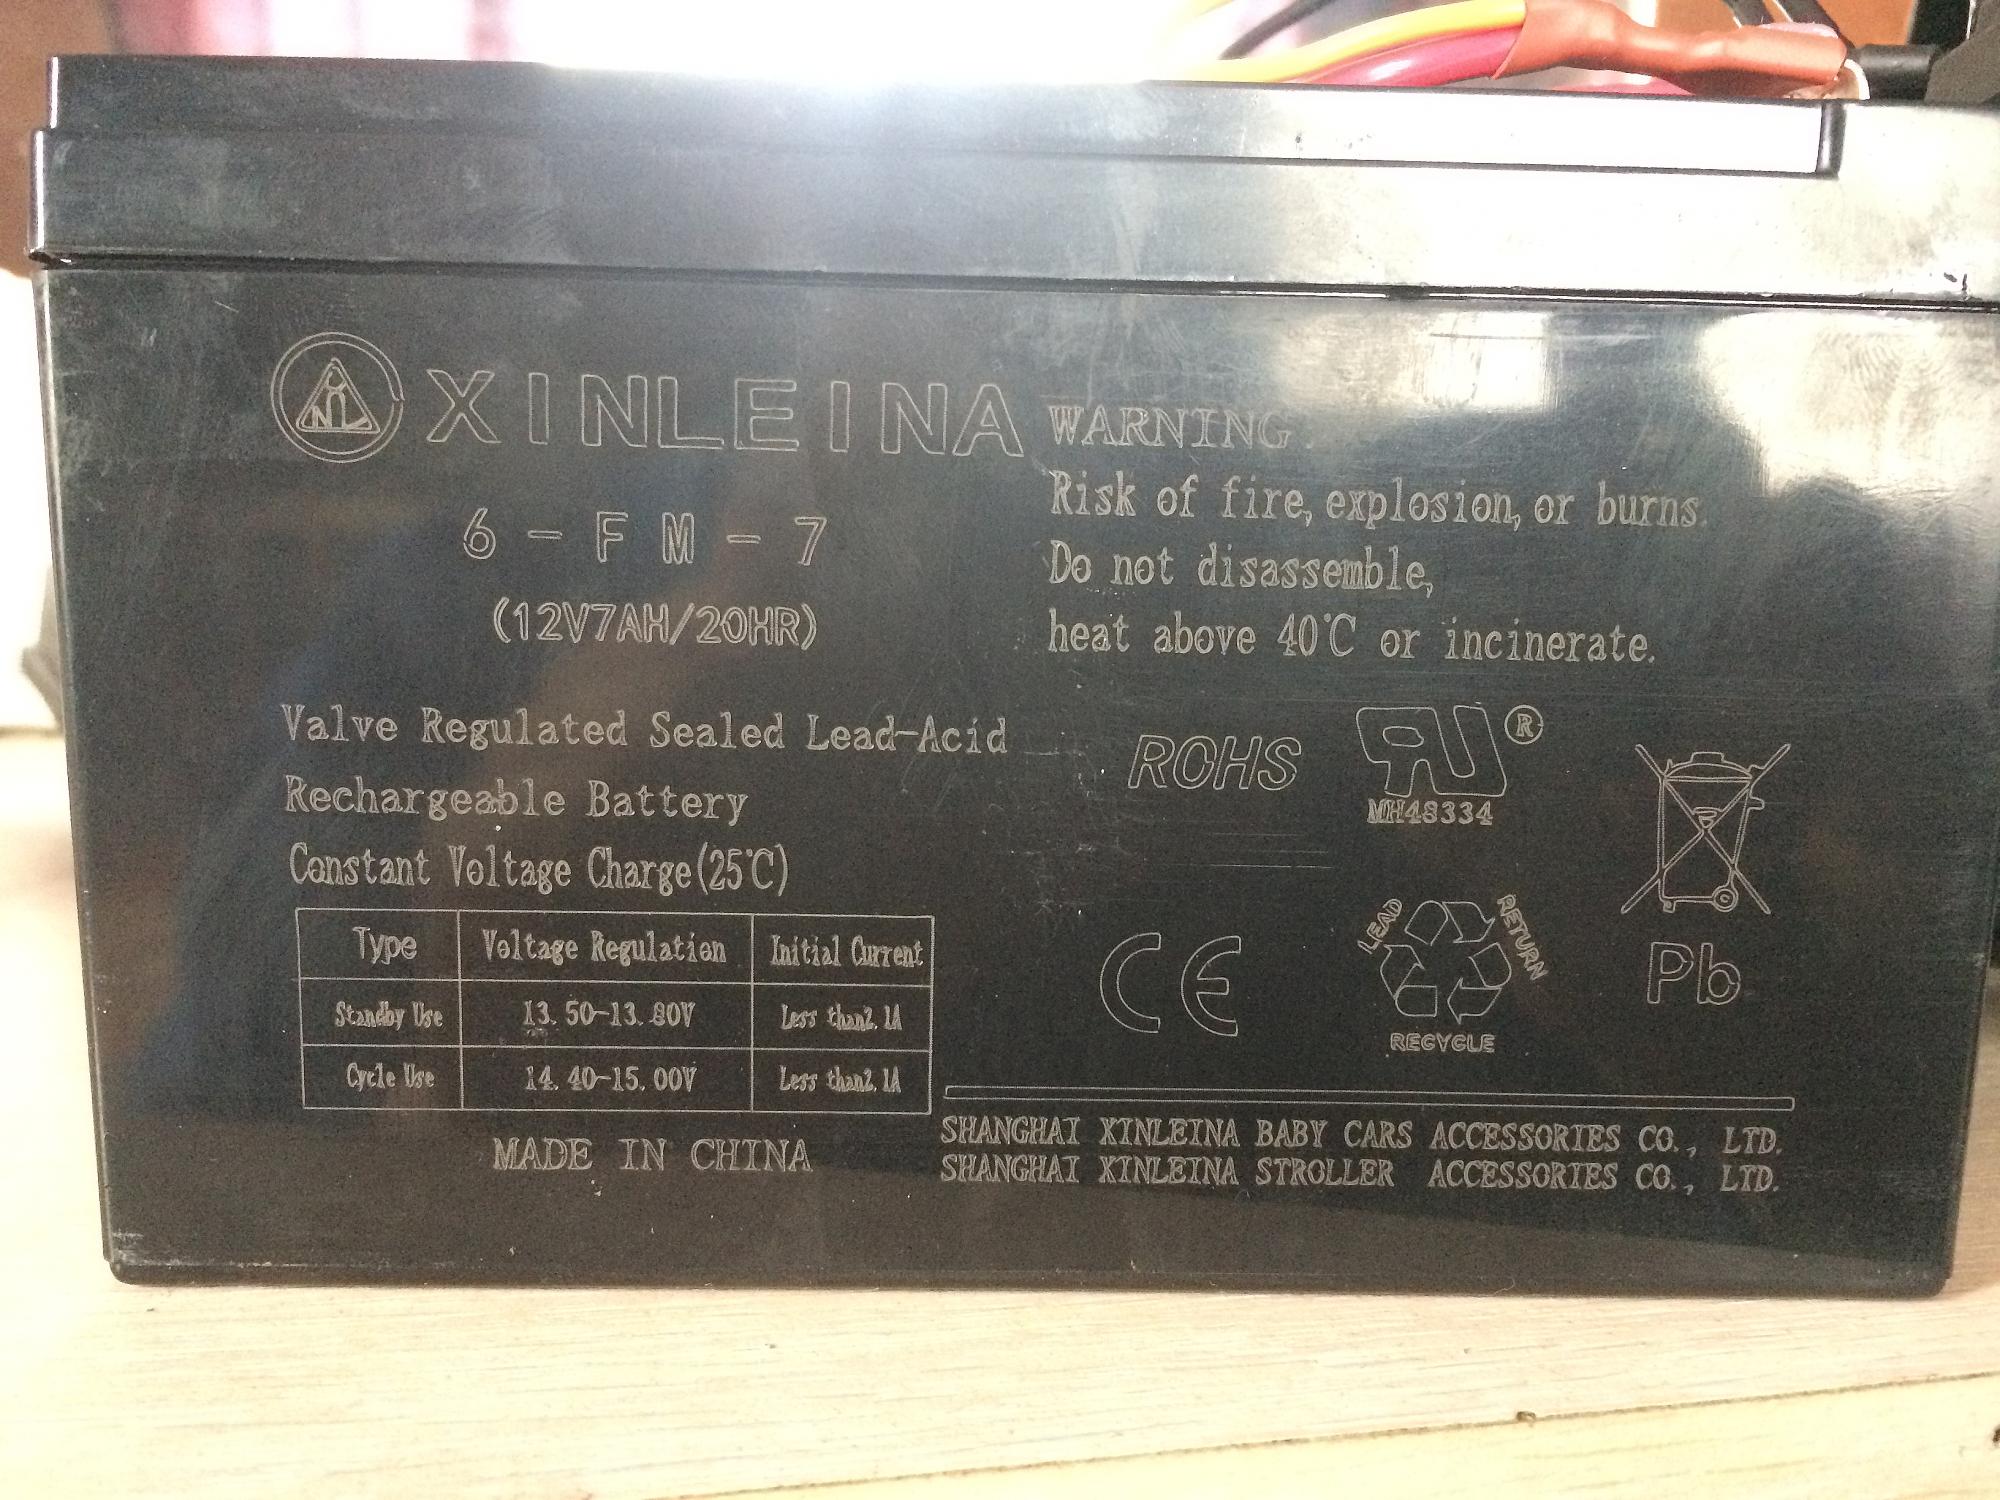 XINLEINA
6-FM-7
(12V7AH/20HR)
Valve Regulated Sealed Lead-Acid
Rechargeable Battery
Constant Voltage Charge(25℃)
Type Voltage Regulation Initial Current
Standby Use 13.50-13.80V Less than2.1A
Cycle Use 14.40-15.00V Less than2.1A
MADE IN CHINA
WARNING
Risk of fire, explosion, or burns.
Do not disassemble,
heat above 40℃ or incinerate.
ROHS
®
MH48334
CE
LEAD
RETURN
RECYCLE
Pb
SHANGHAI XINLEINA BABY CARS ACCESSORIES CO., LTD.
SHANGHAI XINLEINA STROLLER ACCESSORIES CO., LTD.